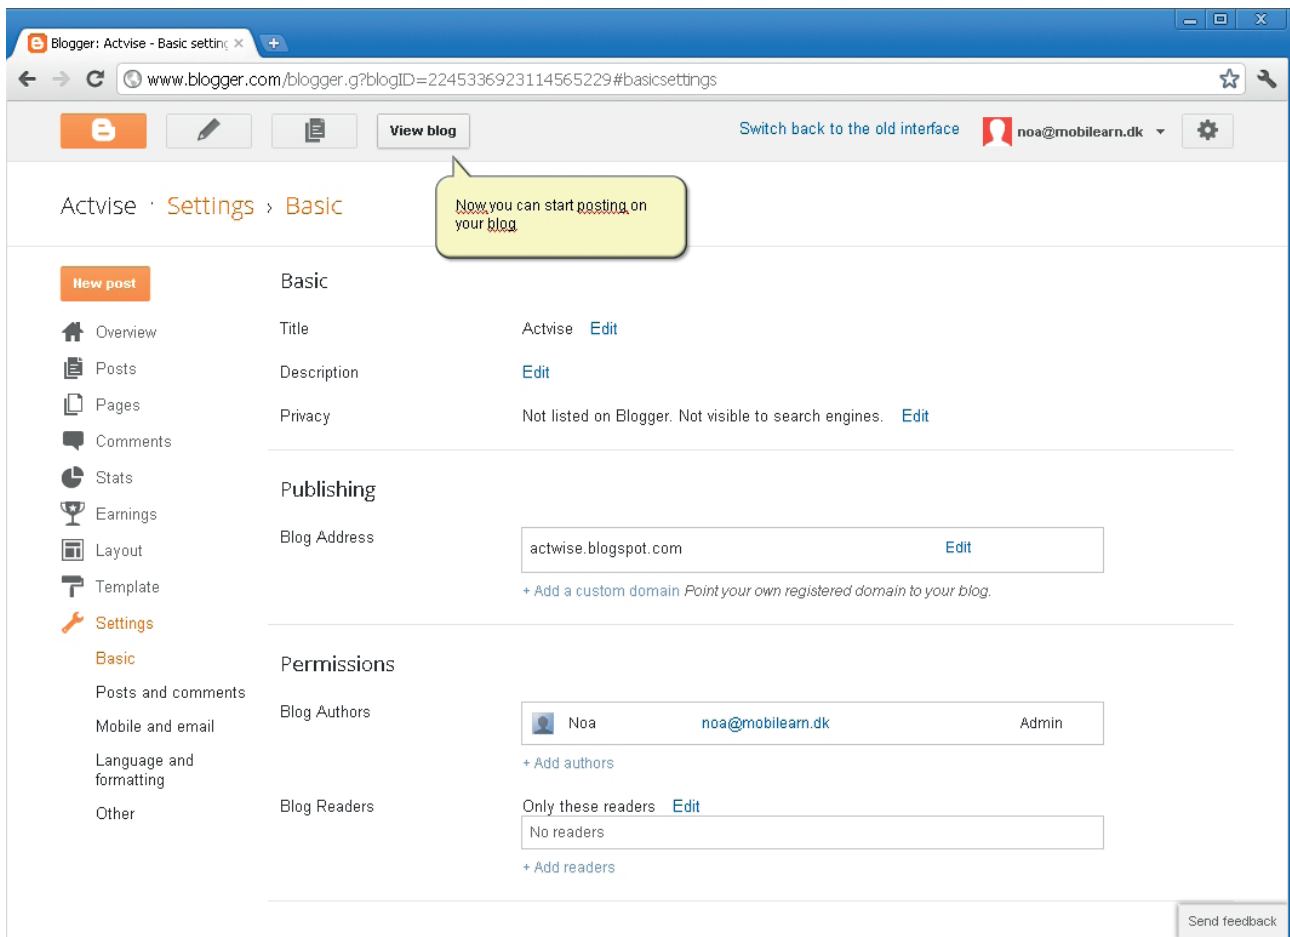 Blogger: Actvise - Basic setting
www.blogger.com/blogger.g?blogID=2245336923114565229#basicsettings
View blog
Switch back to the old interface
noa@mobilearn.dk
Now you can start posting on
your blog
Actvise · Settings › Basic
New post
Overview
Posts
Pages
Comments
Stats
Earnings
Layout
Template
Settings
Basic
Posts and comments
Mobile and email
Language and
formatting
Other
Basic
Title Actvise Edit
Description Edit
Privacy Not listed on Blogger. Not visible to search engines. Edit
Publishing
Blog Address actwise.blogspot.com Edit
+ Add a custom domain Point your own registered domain to your blog.
Permissions
Blog Authors Noa noa@mobilearn.dk Admin
+ Add authors
Blog Readers Only these readers Edit
No readers
+ Add readers
Send feedback